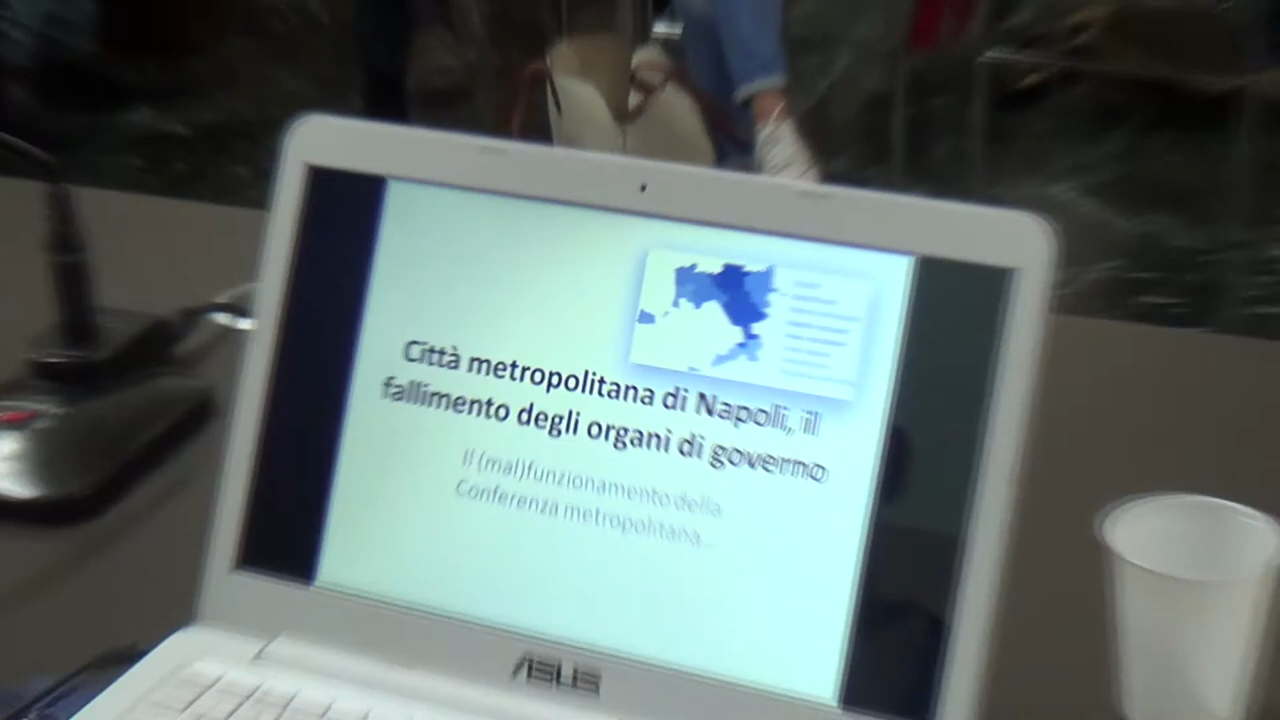 Città metropolitana di Napoli, il
fallimento degli organi di governo
Il (mal)funzionamento della
Conferenza metropolitana...
ASUS